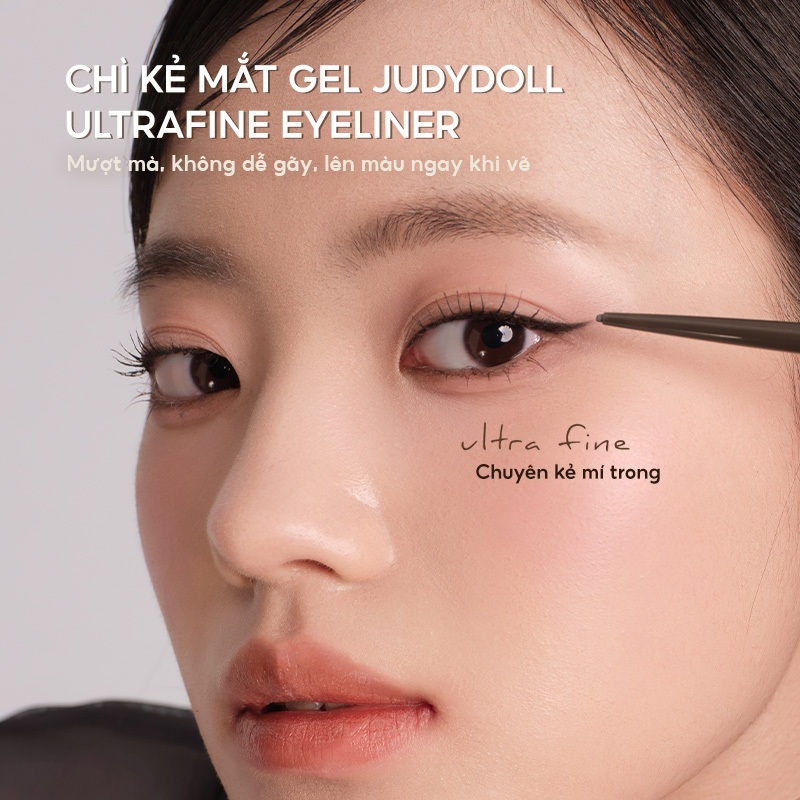 CHÌ KẺ MẮT GEL JUDYDOLL
ULTRAFINE EYELINER
Mượt mà, không dễ gãy, lên màu ngay khi vẽ
ultra fine
Chuyên kẻ mí trong